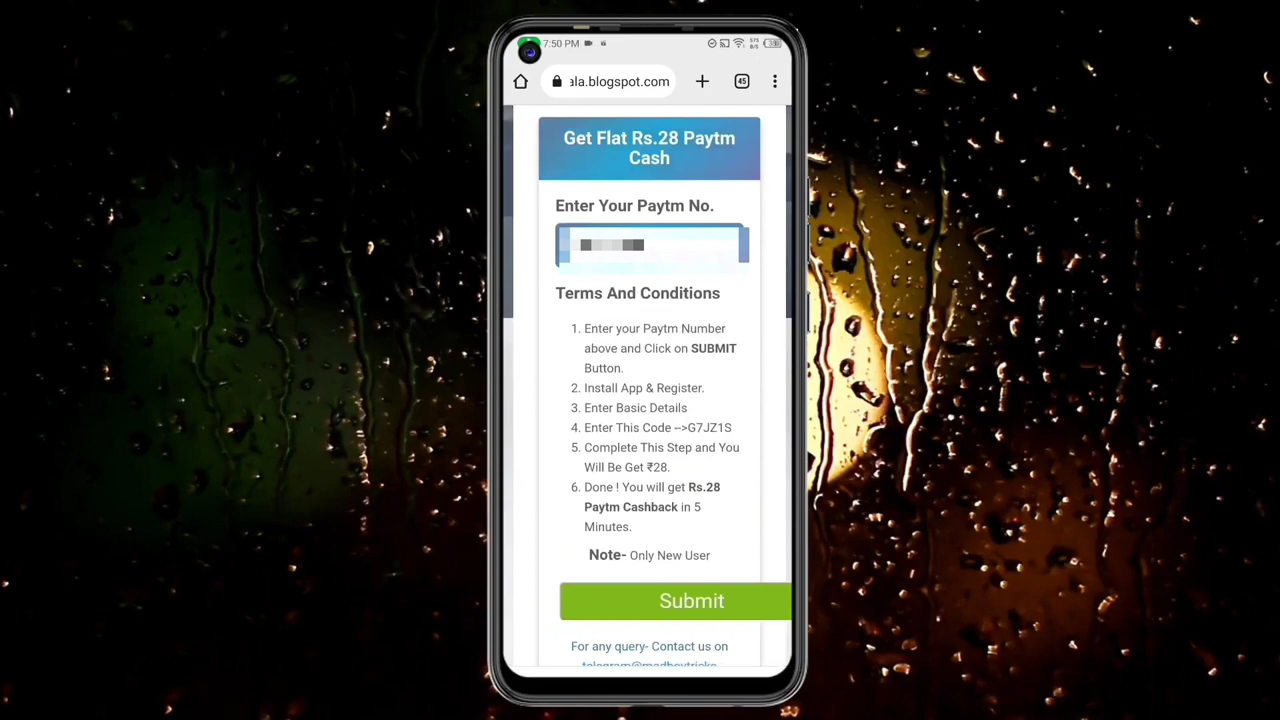 7:50 PM
ala.blogspot.com
45
Get Flat Rs.28 Paytm
Cash
Enter Your Paytm No.
Terms And Conditions
1. Enter your Paytm Number
above and Click on SUBMIT
Button.
2. Install App & Register.
3. Enter Basic Details
4. Enter This Code -->G7JZ1S
5. Complete This Step and You
Will Be Get ₹28.
6. Done ! You will get Rs.28
Paytm Cashback in 5
Minutes.
Note- Only New User
Submit
For any query- Contact us on
telegram@madboytricks